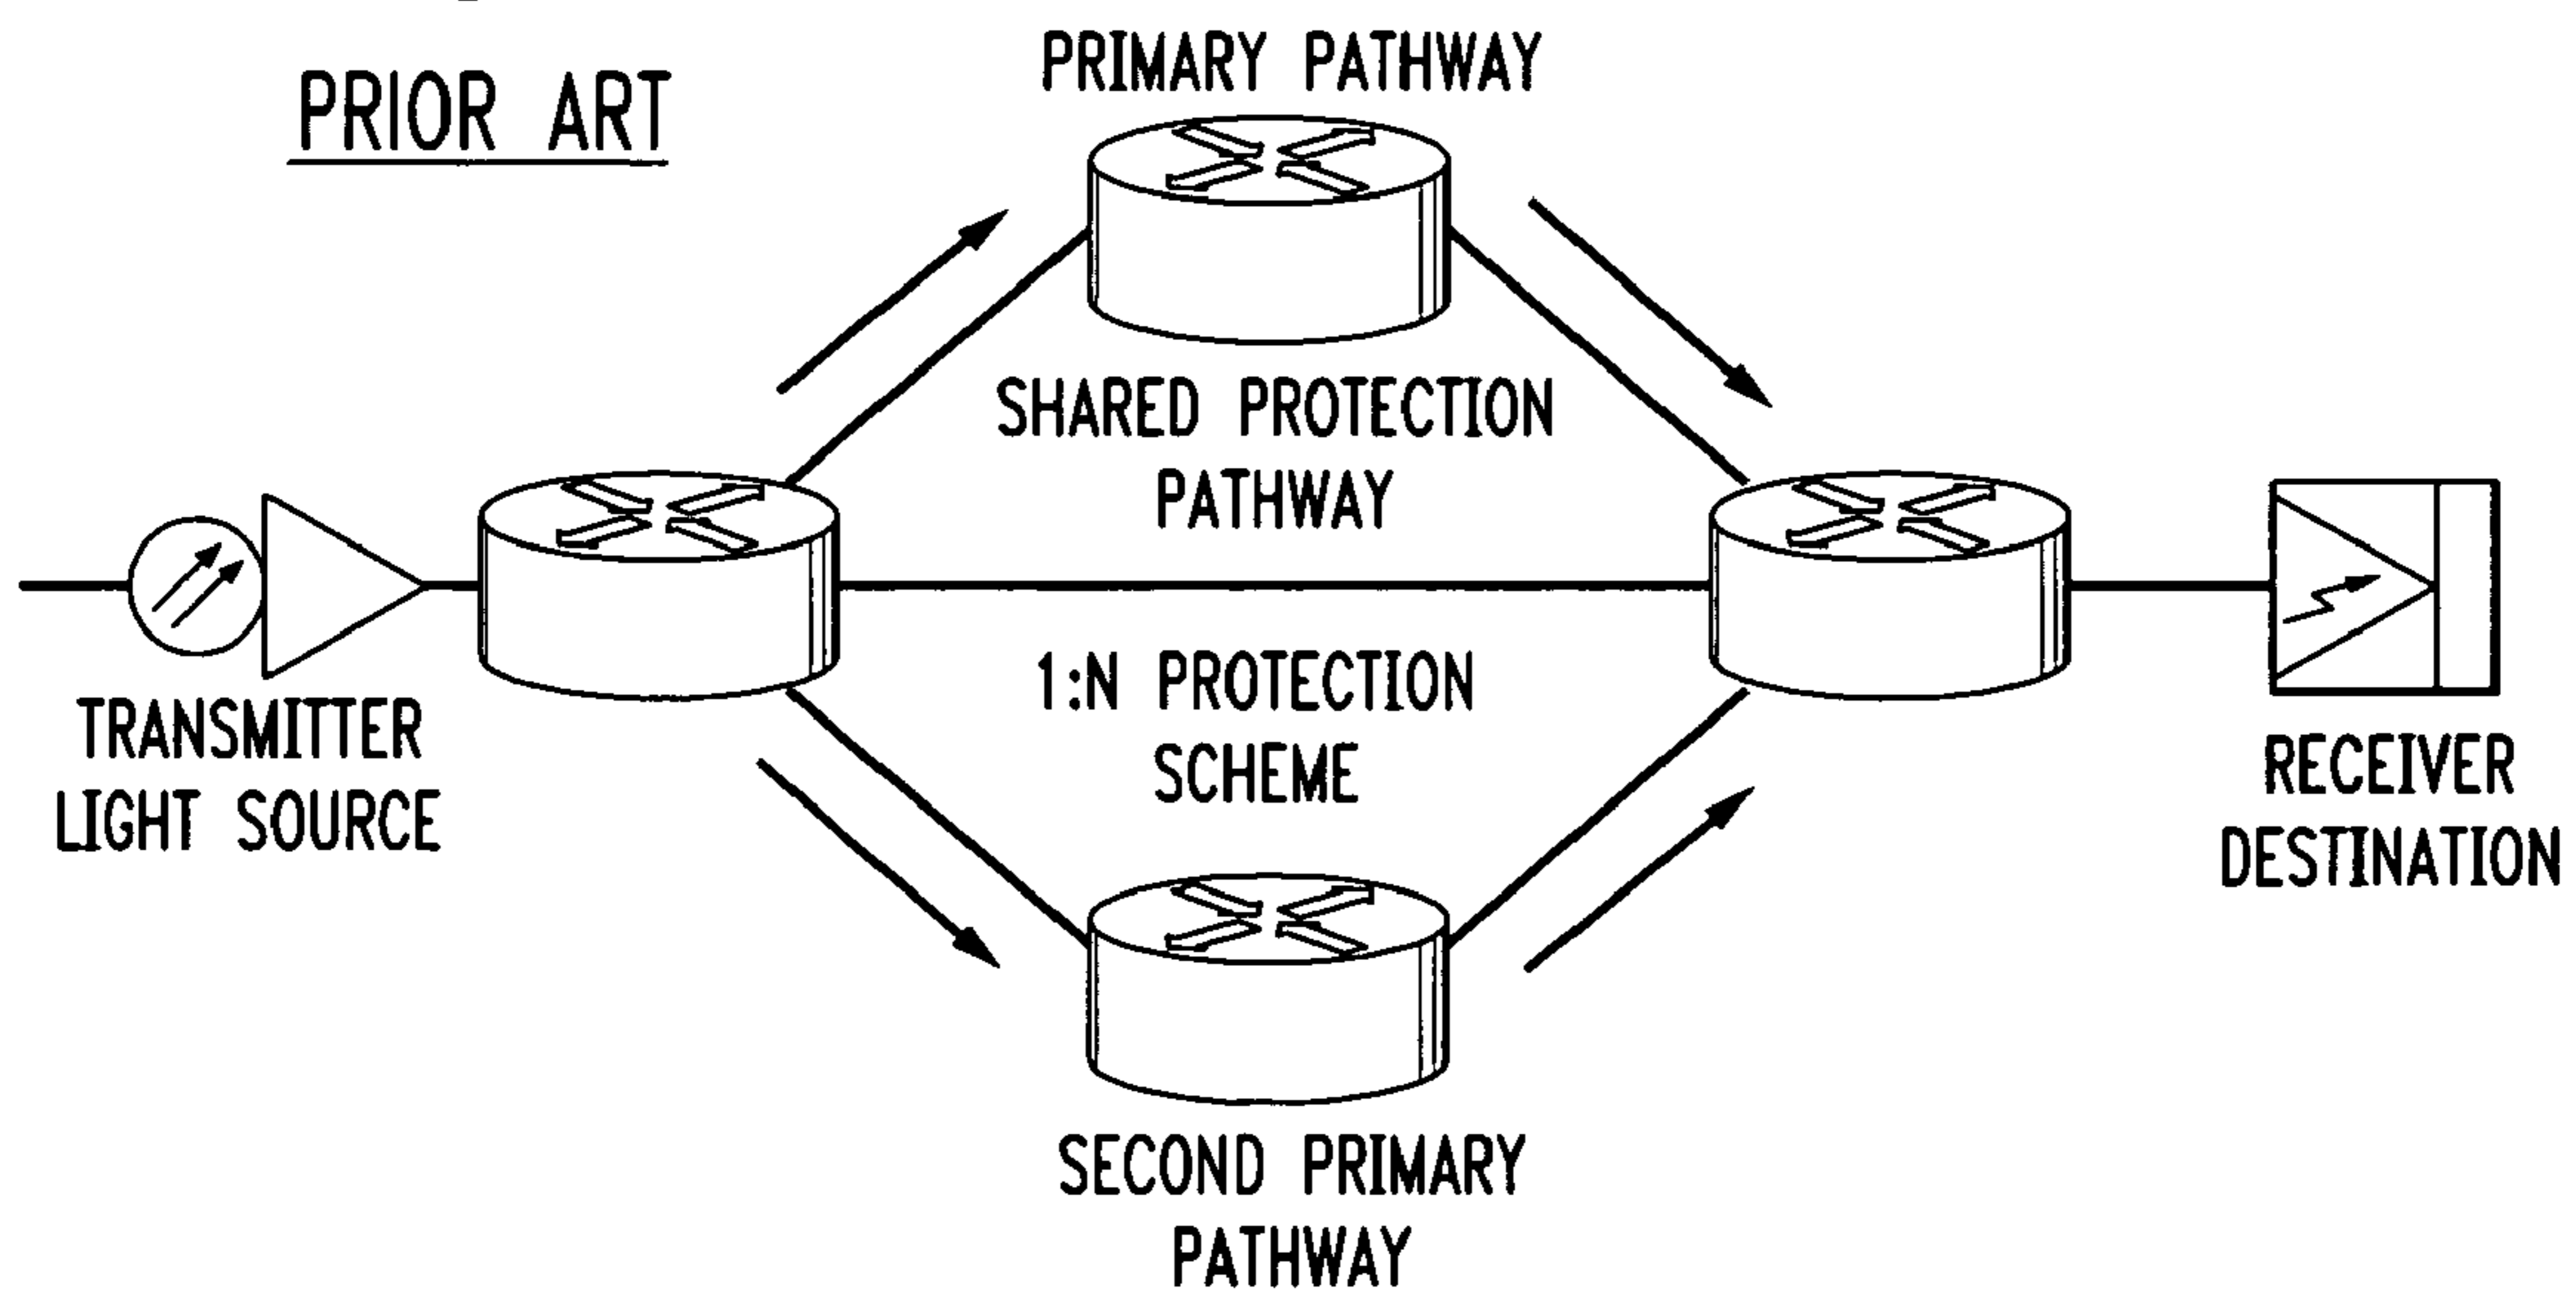 PRIOR ART
PRIMARY PATHWAY
SHARED PROTECTION
PATHWAY
1:N PROTECTION
SCHEME
TRANSMITTER
LIGHT SOURCE
RECEIVER
DESTINATION
SECOND PRIMARY
PATHWAY